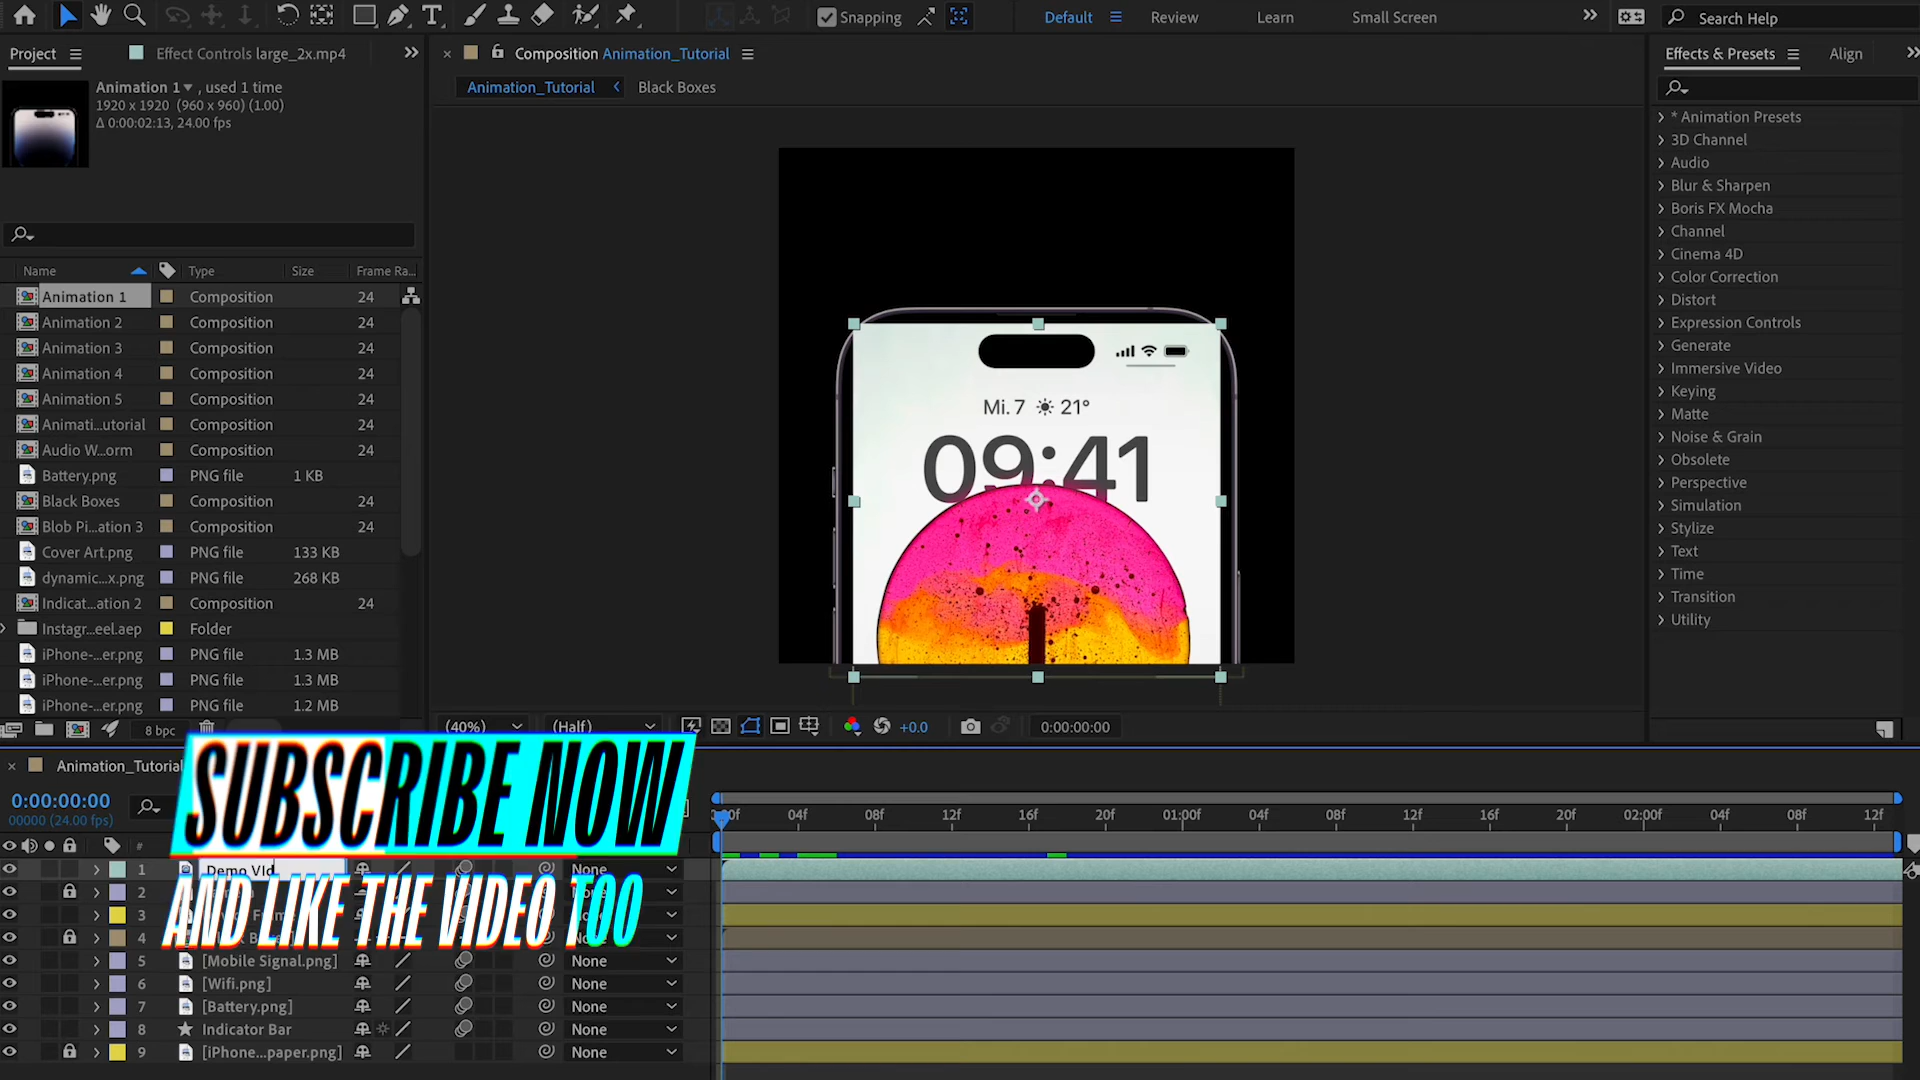 Snapping
Default
Review
Learn
Small Screen
Search Help
Project
Effect Controls large_2x.mp4
Composition Animation_Tutorial
Effects & Presets
Align
Animation 1 , used 1 time
1920 x 1920 (960 x 960) (1.00)
Δ 0:00:02:13, 24.00 fps
Animation_Tutorial
Black Boxes
Name
Type
Size
Frame Ra...
Animation 1 Composition 24
Animation 2 Composition 24
Animation 3 Composition 24
Animation 4 Composition 24
Animation 5 Composition 24
Animati...utorial Composition 24
Audio W...orm Composition 24
Battery.png PNG file 1 KB
Black Boxes Composition 24
Blob Pi...ation 3 Composition 24
Cover Art.png PNG file 133 KB
dynamic...x.png PNG file 268 KB
Indicat...ation 2 Composition 24
Instagr...eel.aep Folder
iPhone-...er.png PNG file 1.3 MB
iPhone-...er.png PNG file 1.3 MB
iPhone-...er.png PNG file 1.2 MB
8 bpc
Mi. 7 21°
09:41
(40%)
(Half)
+0.0
0:00:00:00
* Animation Presets
3D Channel
Audio
Blur & Sharpen
Boris FX Mocha
Channel
Cinema 4D
Color Correction
Distort
Expression Controls
Generate
Immersive Video
Keying
Matte
Noise & Grain
Obsolete
Perspective
Simulation
Stylize
Text
Time
Transition
Utility
Animation_Tutorial
0:00:00:00
00000 (24.00 fps)
SUBSCRIBE NOW
AND LIKE THE VIDEO TOO
04f 08f 12f 16f 20f 01:00f 04f 08f 12f 16f 20f 02:00f 04f 08f 12f
#
1 Demo VId None
2
3
4
5 [Mobile Signal.png] None
6 [Wifi.png] None
7 [Battery.png] None
8 Indicator Bar None
9 [iPhone...paper.png] None